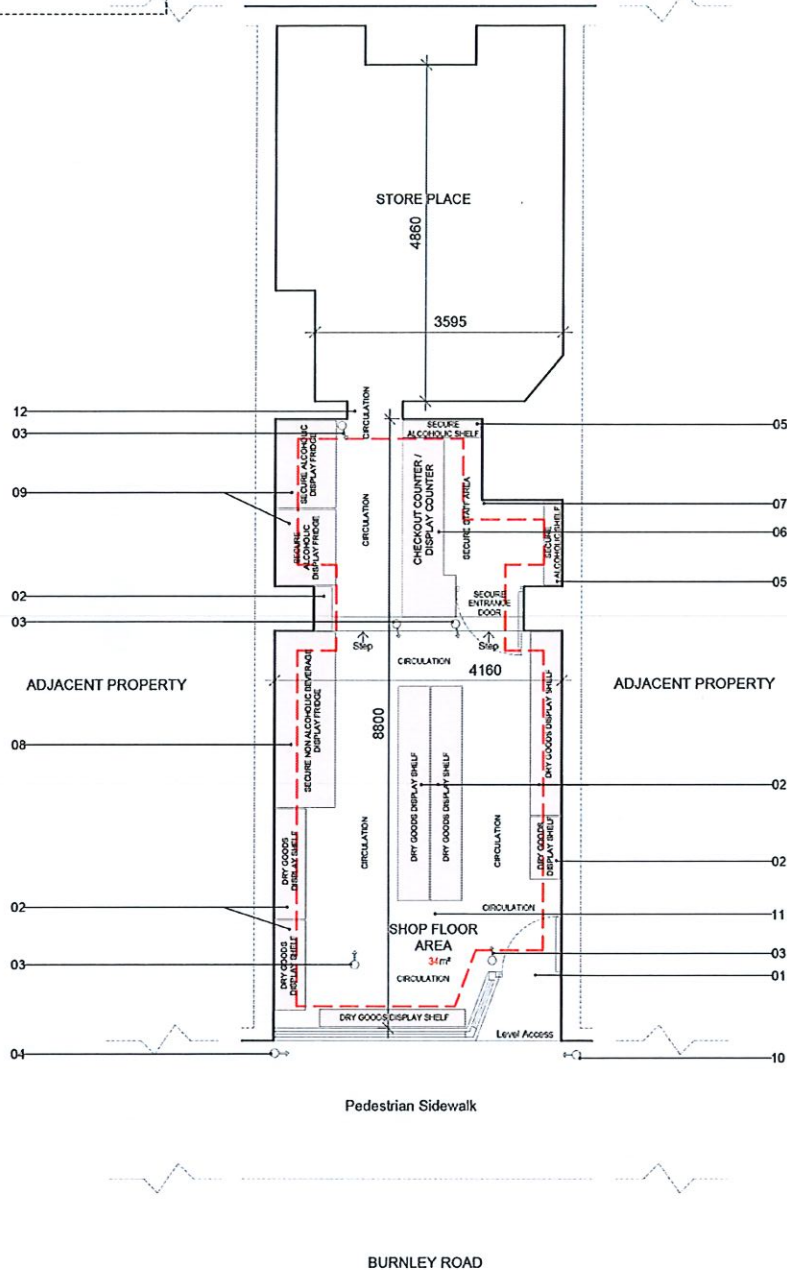 STORE PLACE
4860
3595
12
CIRCULATION
03
SECURE
ALCOHOLIC SHELF
05
SECURE ALCOHOLIC
DISPLAY FRIDGE
09
CIRCULATION
CHECKOUT COUNTER /
DISPLAY COUNTER
SECURE STAFF AREA
07
06
SECURE
ALCOHOLIC
DISPLAY FRIDGE
SECURE
ALCOHOLIC SHELF
05
02
SECURE
ENTRANCE
DOOR
03
Step
Step
CIRCULATION
4160
ADJACENT PROPERTY
ADJACENT PROPERTY
SECURE NON ALCOHOLIC BEVERAGE
DISPLAY FRIDGE
08
8800
DRY GOODS DISPLAY SHELF
DRY GOODS DISPLAY SHELF
DRY GOODS DISPLAY SHELF
02
CIRCULATION
CIRCULATION
DRY GOODS
DISPLAY SHELF
02
DRY GOODS
DISPLAY SHELF
02
CIRCULATION
11
SHOP FLOOR
AREA
34m²
DRY GOODS
DISPLAY SHELF
03
CIRCULATION
03
01
DRY GOODS DISPLAY SHELF
Level Access
04
10
Pedestrian Sidewalk
BURNLEY ROAD